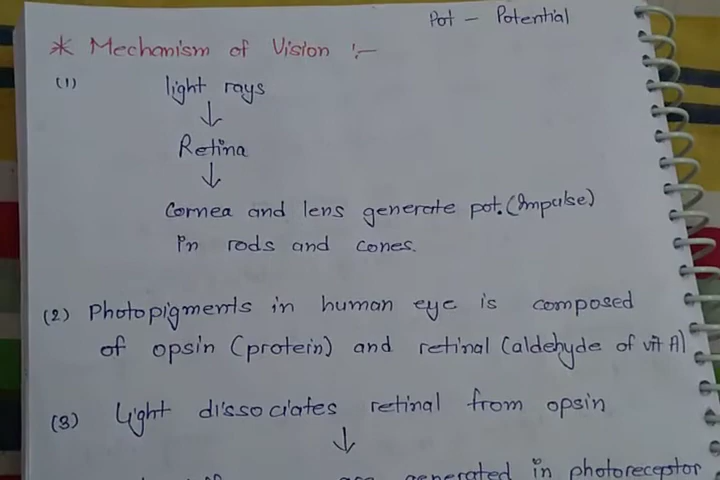 Pot - Potential
* Mechanism of Vision :-
(1) light rays
↓
Retina
↓
Cornea and lens generate pot. (Impulse)
in rods and cones.
(2) Photopigments in human eye is composed
of opsin (protein) and retinal (aldehyde of vit A)
(3) Light dissociates retinal from opsin
↓
are generated in photoreceptor